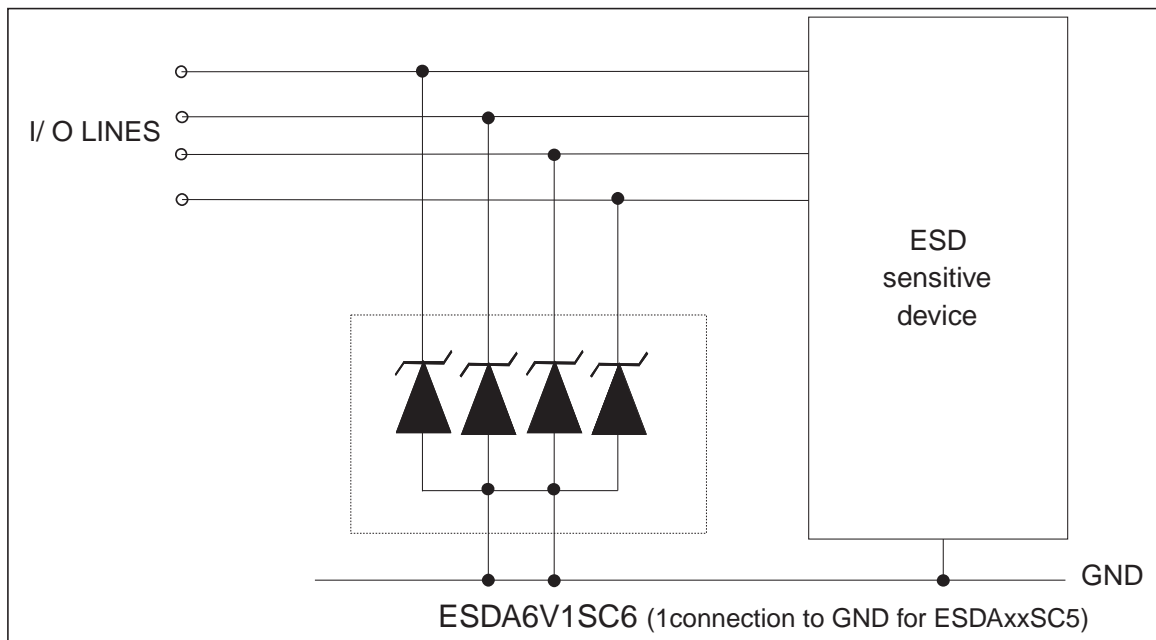 I/ O LINES
ESD
sensitive
device
GND
ESDA6V1SC6 (1connection to GND for ESDAxxSC5)